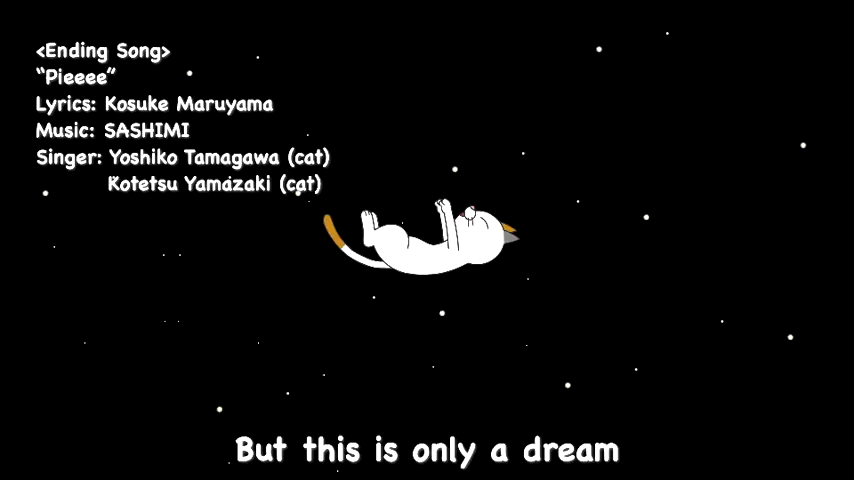 <Ending Song>
“Pieeee”
Lyrics: Kosuke Maruyama
Music: SASHIMI
Singer: Yoshiko Tamagawa (cat)
Kotetsu Yamazaki (cat)
But this is only a dream